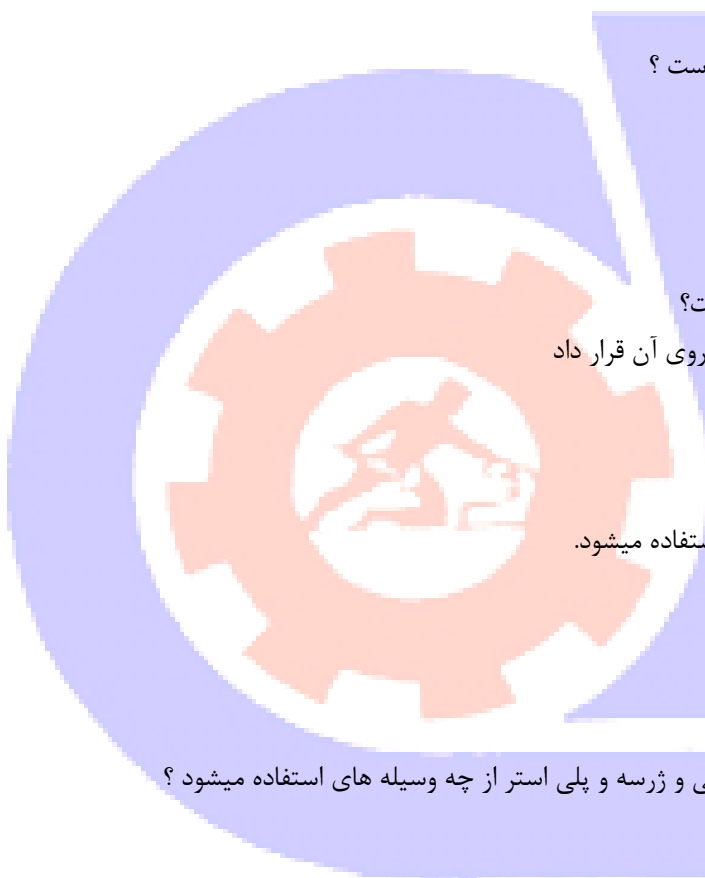 ست ؟
ت؟
روی آن قرار داد
ستفاده میشود.
ی و ژرسه و پلی استر از چه وسیله های استفاده میشود ؟